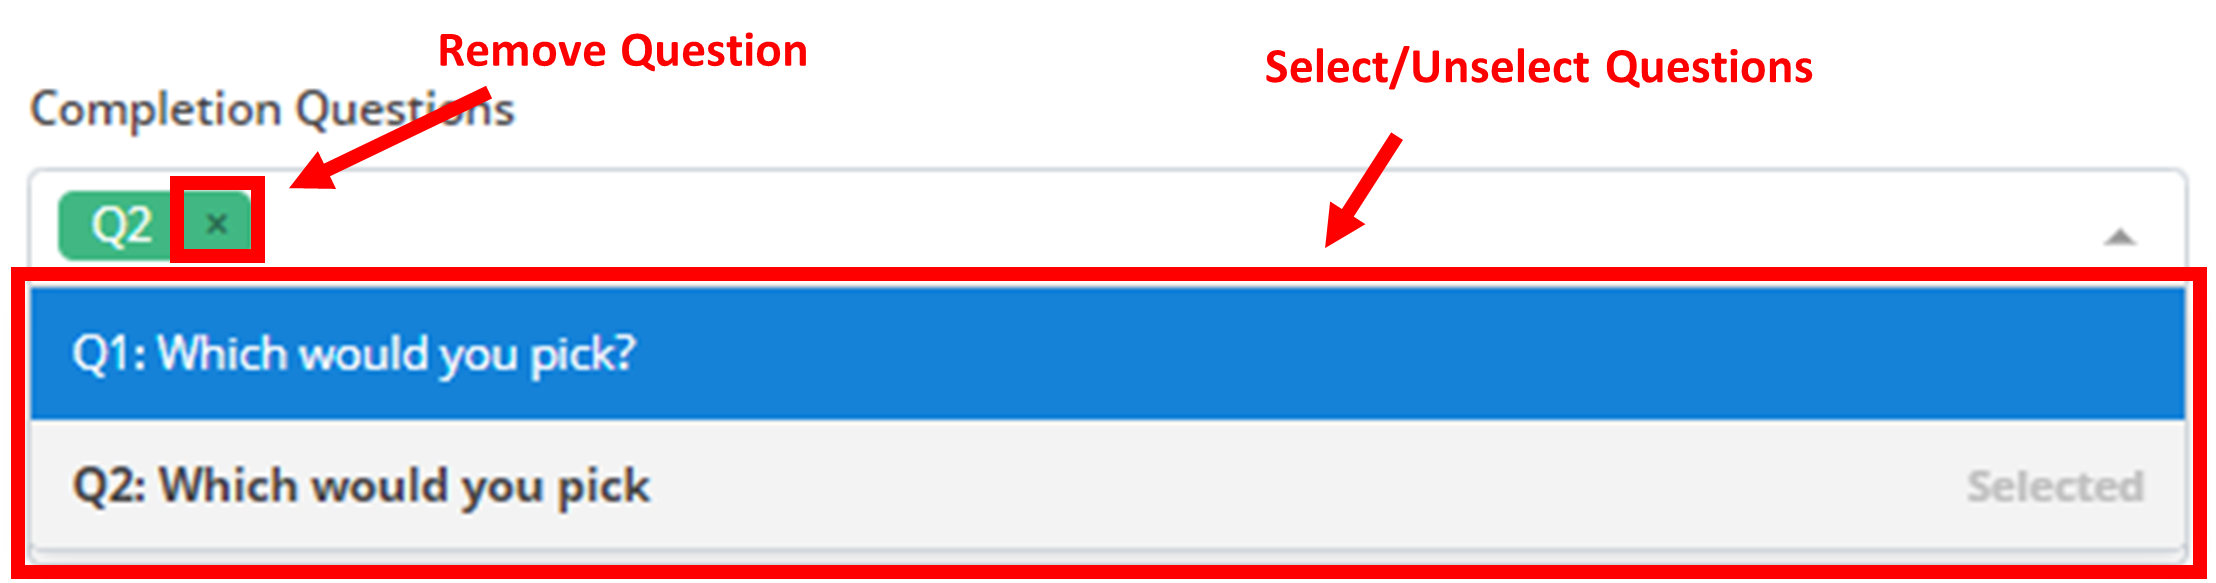 Remove Question
Select/Unselect Questions
Completion Questions
Q2 ×
Q1: Which would you pick?
Q2: Which would you pick
Selected